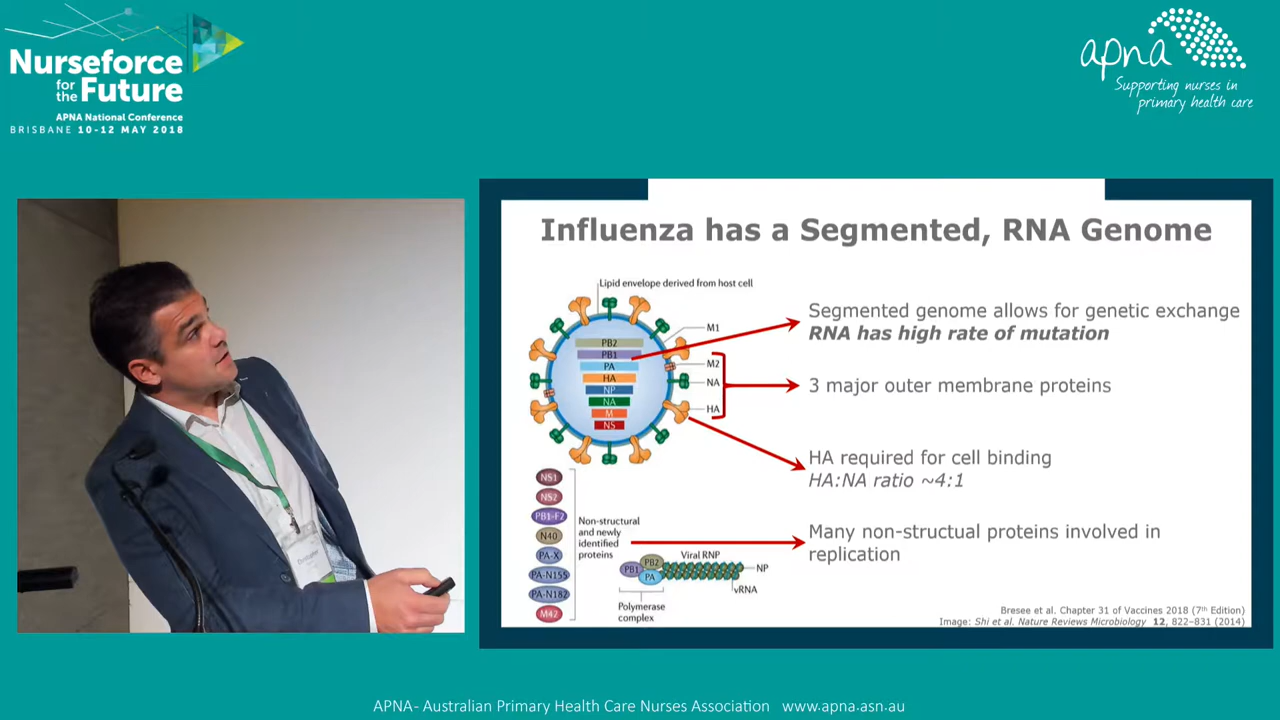 Nurseforce
for the
Future
APNA National Conference
BRISBANE 10-12 MAY 2018
apna
Supporting nurses in
primary health care
Influenza has a Segmented, RNA Genome
Lipid envelope derived from host cell
M1
M2
NA
HA
PB2
PB1
PA
HA
NP
NA
M
NS
Segmented genome allows for genetic exchange
RNA has high rate of mutation
3 major outer membrane proteins
HA required for cell binding
HA:NA ratio ~4:1
Many non-structual proteins involved in
replication
NS1
NS2
PB1-F2
N40
PA-X
PA-N155
PA-N182
M42
Non-structural
and newly
identified
proteins
Viral RNP
PB1
PB2
PA
NP
vRNA
Polymerase
complex
Bresee et al. Chapter 31 of Vaccines 2018 (7th Edition)
Image: Shi et al. Nature Reviews Microbiology 12, 822–831 (2014)
APNA- Australian Primary Health Care Nurses Association www.apna.asn.au